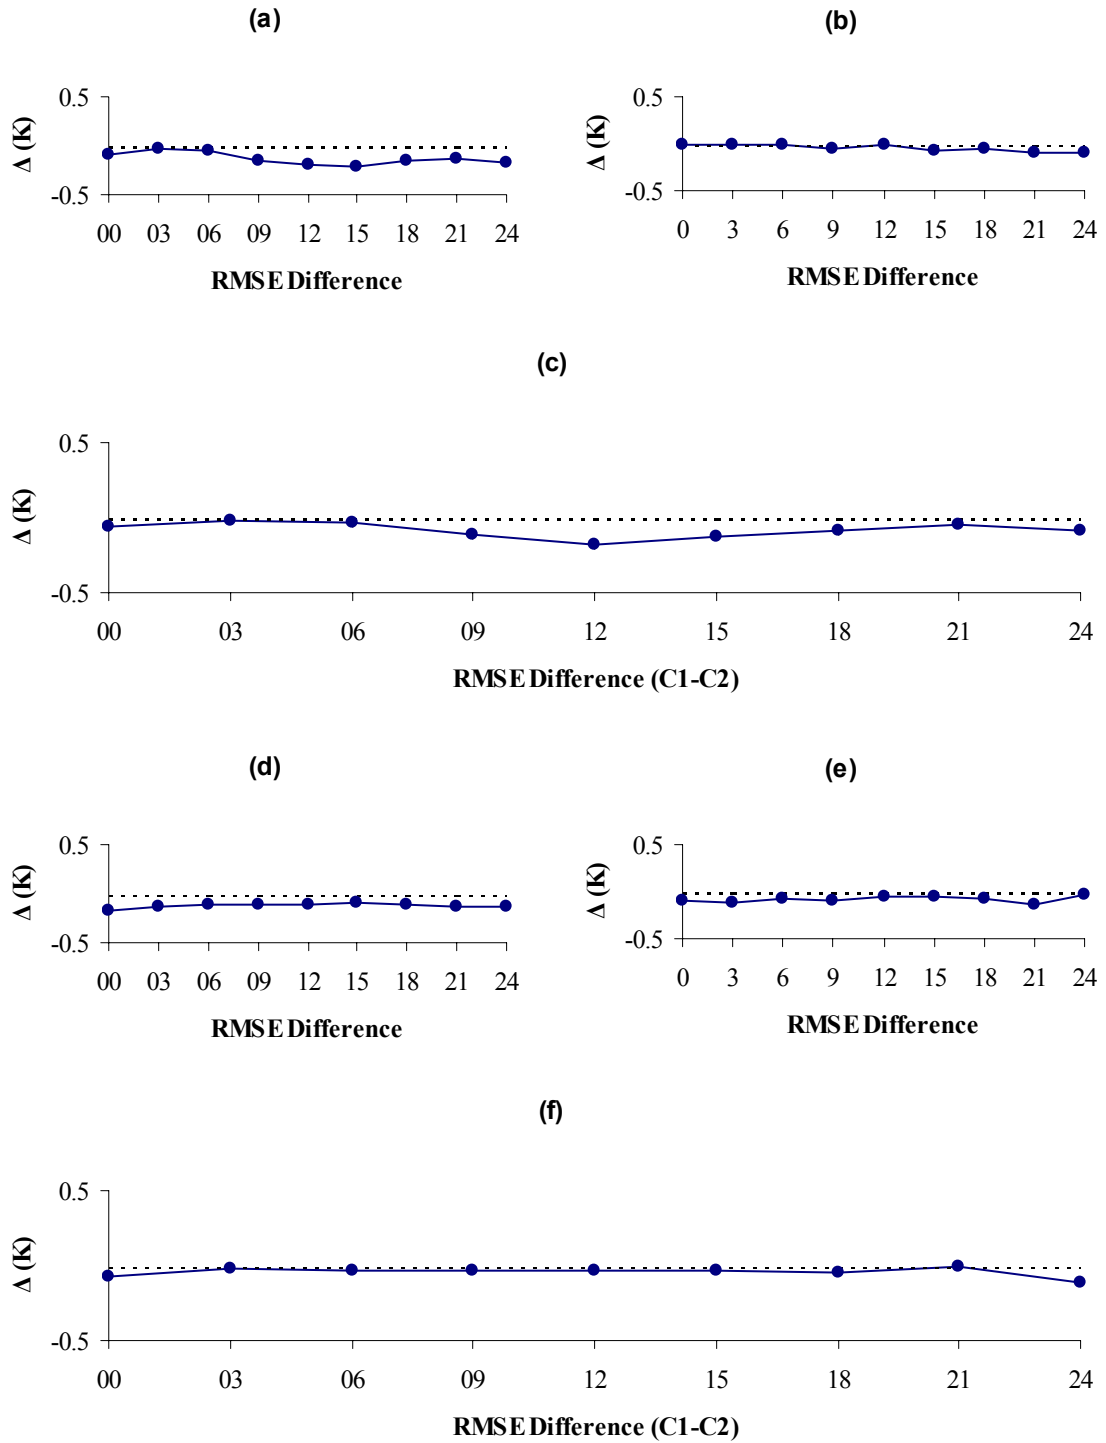 (a)
Δ (K)
0.5
-0.5
00 03 06 09 12 15 18 21 24
RMSE Difference
(b)
Δ (K)
0.5
-0.5
0 3 6 9 12 15 18 21 24
RMSE Difference
(c)
Δ (K)
0.5
-0.5
00 03 06 09 12 15 18 21 24
RMSE Difference (C1-C2)
(d)
Δ (K)
0.5
-0.5
00 03 06 09 12 15 18 21 24
RMSE Difference
(e)
Δ (K)
0.5
-0.5
0 3 6 9 12 15 18 21 24
RMSE Difference
(f)
Δ (K)
0.5
-0.5
00 03 06 09 12 15 18 21 24
RMSE Difference (C1-C2)